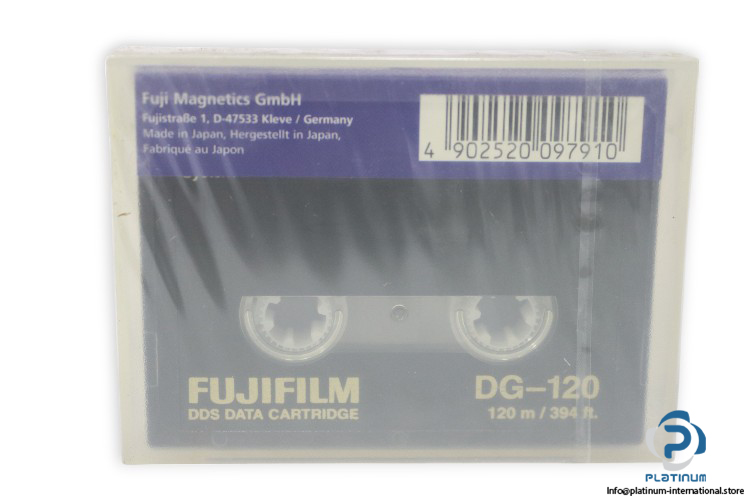 Fuji Magnetics GmbH
Fujistraße 1, D-47533 Kleve / Germany
Made in Japan, Hergestellt in Japan,
Fabriqué au Japon
4 902520 097910
FUJIFILM
DDS DATA CARTRIDGE
DG-120
120 m / 394 ft.
PLATINUM
Info@platinum-international.store